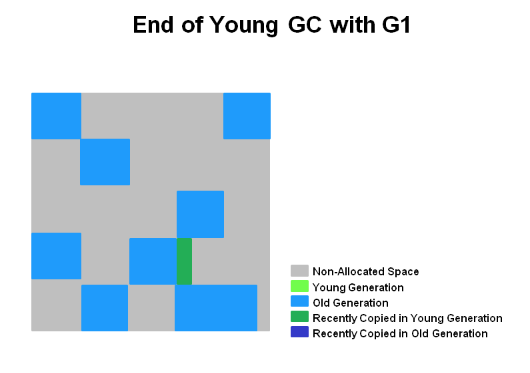 End of Young GC with G1
Non-Allocated Space
Young Generation
Old Generation
Recently Copied in Young Generation
Recently Copied in Old Generation